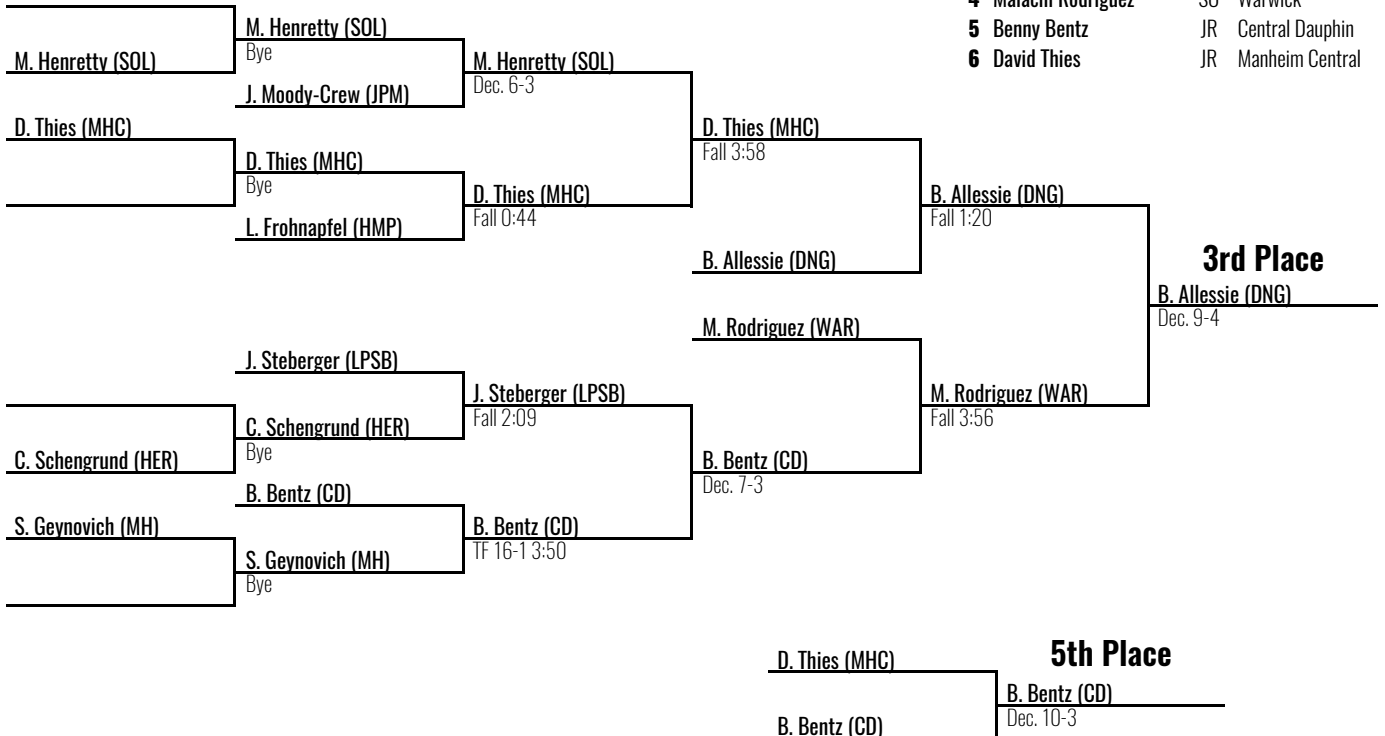 4 Malachi Rodriguez SO Warwick
5 Benny Bentz JR Central Dauphin
6 David Thies JR Manheim Central
M. Henretty (SOL)
Bye
M. Henretty (SOL)
M. Henretty (SOL)
Dec. 6-3
J. Moody-Crew (JPM)
D. Thies (MHC)
D. Thies (MHC)
Fall 3:58
D. Thies (MHC)
Bye
D. Thies (MHC)
Fall 0:44
B. Allessie (DNG)
Fall 1:20
L. Frohnapfel (HMP)
B. Allessie (DNG)
3rd Place
B. Allessie (DNG)
Dec. 9-4
M. Rodriguez (WAR)
J. Steberger (LPSB)
J. Steberger (LPSB)
Fall 2:09
M. Rodriguez (WAR)
Fall 3:56
C. Schengrund (HER)
Bye
C. Schengrund (HER)
B. Bentz (CD)
Dec. 7-3
B. Bentz (CD)
S. Geynovich (MH)
B. Bentz (CD)
TF 16-1 3:50
S. Geynovich (MH)
Bye
5th Place
D. Thies (MHC)
B. Bentz (CD)
Dec. 10-3
B. Bentz (CD)